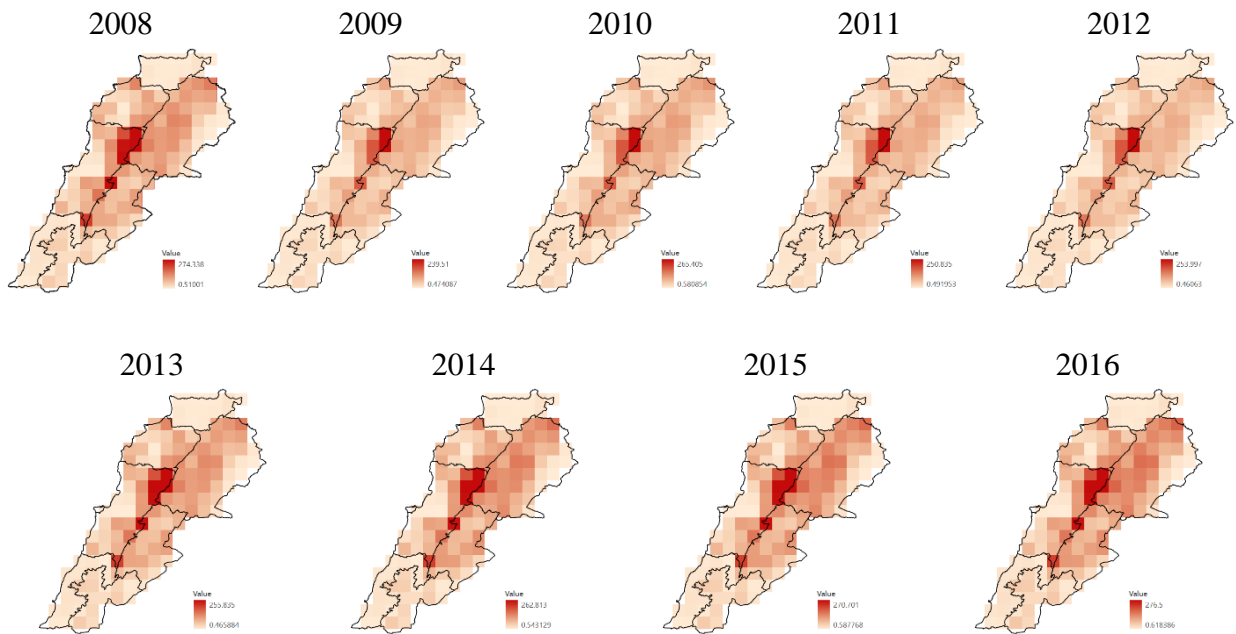 2008 2009 2010 2011 2012
Value Value Value Value Value
274.338 239.51 265.405 250.835 253.997
0.51001 0.474087 0.580854 0.491953 0.46063
2013 2014 2015 2016
Value Value Value Value
255.835 262.813 270.701 276.5
0.465884 0.543129 0.587768 0.618386